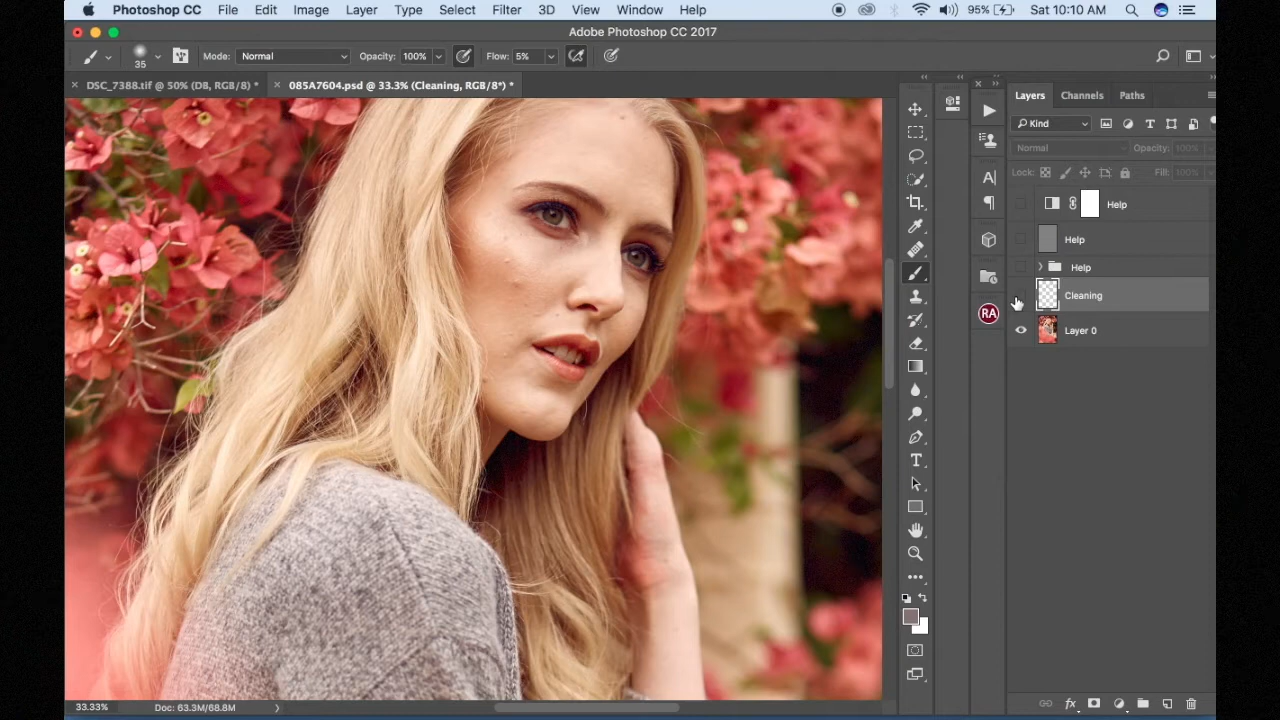 Photoshop CC File Edit Image Layer Type Select Filter 3D View Window Help 95% Sat 10:10 AM
Adobe Photoshop CC 2017
35 Mode: Normal Opacity: 100% Flow: 5%
DSC_7388.tif @ 50% (DB, RGB/8) * 085A7604.psd @ 33.3% (Cleaning, RGB/8*) *
Layers Channels Paths
Kind
Normal Opacity: 100%
Lock: Fill: 100%
Help
Help
Help
Cleaning
Layer 0
RA
33.33% Doc: 63.3M/68.8M